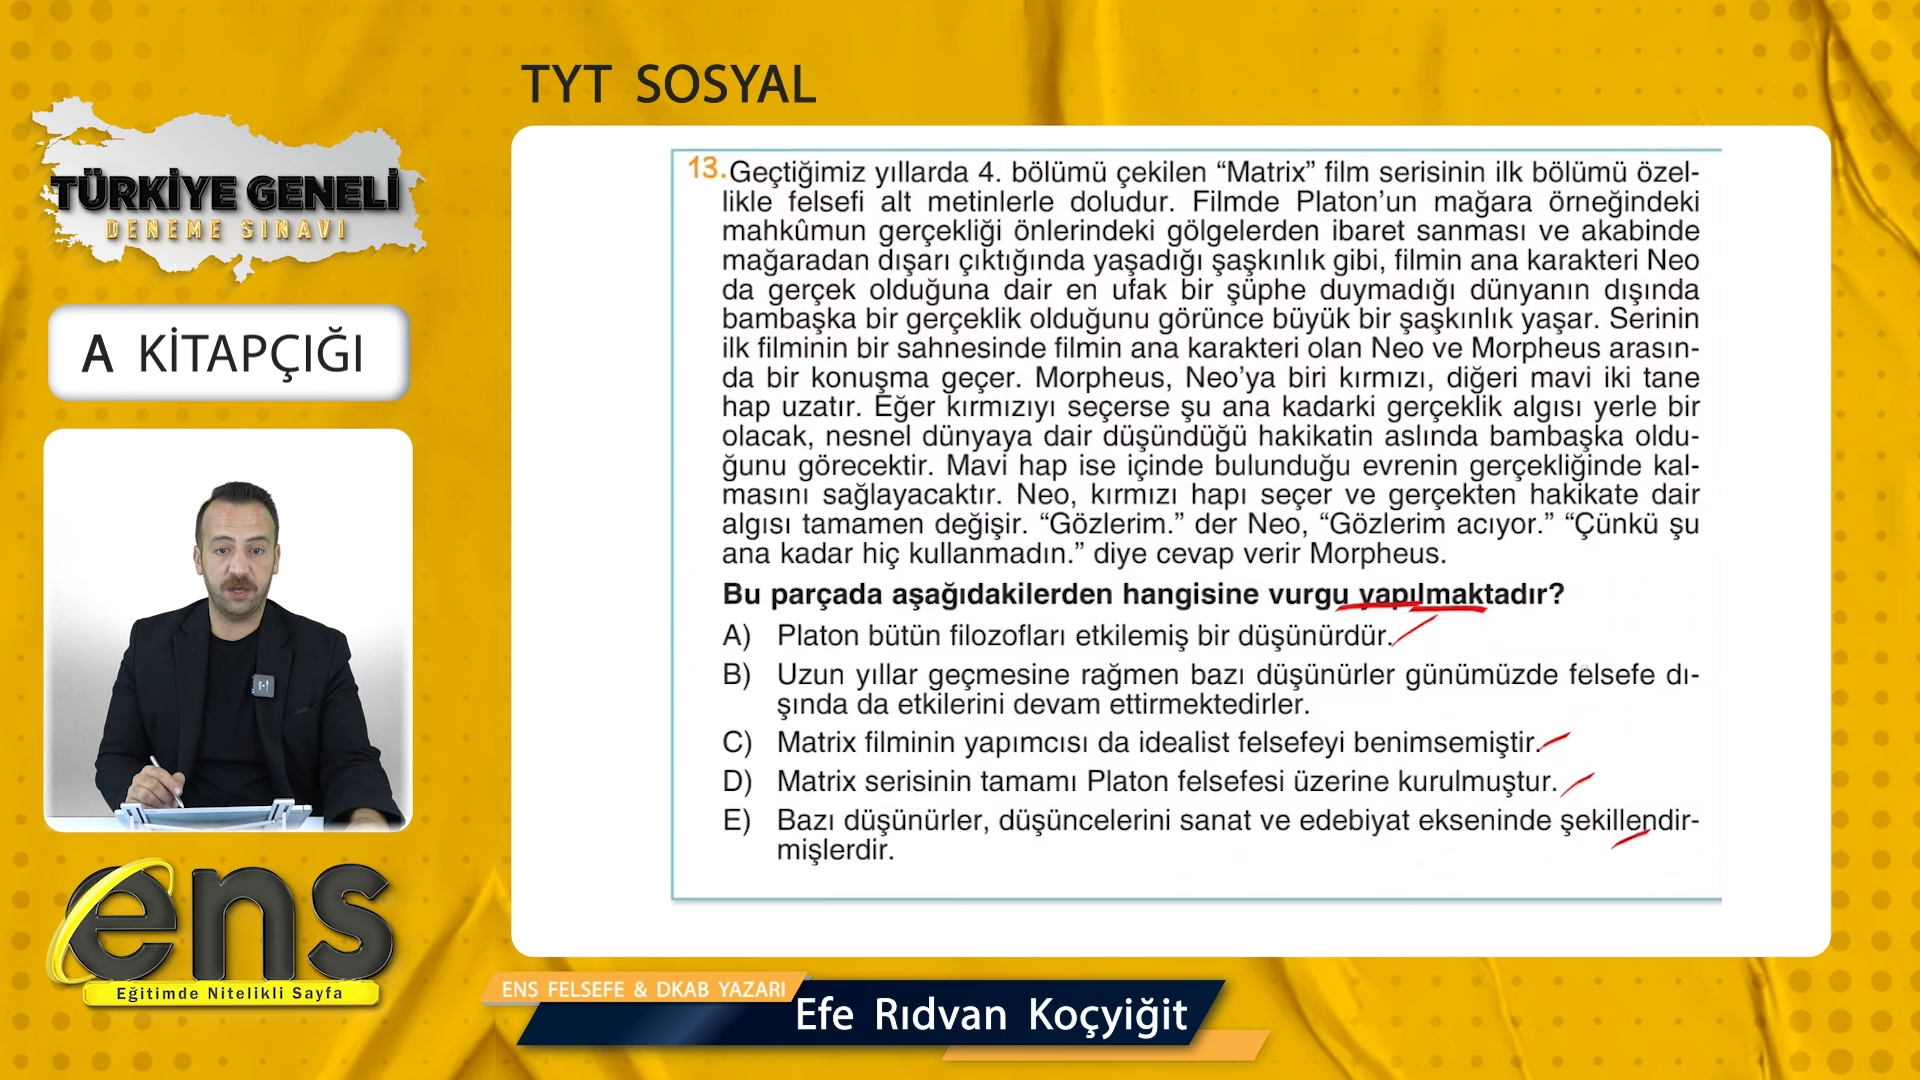 TYT SOSYAL
TÜRKİYE GENELİ
DENEME SINAVI
A KİTAPÇIĞI
13. Geçtiğimiz yıllarda 4. bölümü çekilen “Matrix” film serisinin ilk bölümü özel-
likle felsefi alt metinlerle doludur. Filmde Platon’un mağara örneğindeki
mahkûmun gerçekliği önlerindeki gölgelerden ibaret sanması ve akabinde
mağaradan dışarı çıktığında yaşadığı şaşkınlık gibi, filmin ana karakteri Neo
da gerçek olduğuna dair en ufak bir şüphe duymadığı dünyanın dışında
bambaşka bir gerçeklik olduğunu görünce büyük bir şaşkınlık yaşar. Serinin
ilk filminin bir sahnesinde filmin ana karakteri olan Neo ve Morpheus arasın-
da bir konuşma geçer. Morpheus, Neo’ya biri kırmızı, diğeri mavi iki tane
hap uzatır. Eğer kırmızıyı seçerse şu ana kadarki gerçeklik algısı yerle bir
olacak, nesnel dünyaya dair düşündüğü hakikatin aslında bambaşka oldu-
ğunu görecektir. Mavi hap ise içinde bulunduğu evrenin gerçekliğinde kal-
masını sağlayacaktır. Neo, kırmızı hapı seçer ve gerçekten hakikate dair
algısı tamamen değişir. “Gözlerim.” der Neo, “Gözlerim acıyor.” “Çünkü şu
ana kadar hiç kullanmadın.” diye cevap verir Morpheus.
Bu parçada aşağıdakilerden hangisine vurgu yapılmaktadır?
A) Platon bütün filozofları etkilemiş bir düşünürdür.
B) Uzun yıllar geçmesine rağmen bazı düşünürler günümüzde felsefe dı-
şında da etkilerini devam ettirmektedirler.
C) Matrix filminin yapımcısı da idealist felsefeyi benimsemiştir.
D) Matrix serisinin tamamı Platon felsefesi üzerine kurulmuştur.
E) Bazı düşünürler, düşüncelerini sanat ve edebiyat ekseninde şekillendir-
mişlerdir.
ens
Eğitimde Nitelikli Sayfa
ENS FELSEFE & DKAB YAZARI
Efe Rıdvan Koçyiğit